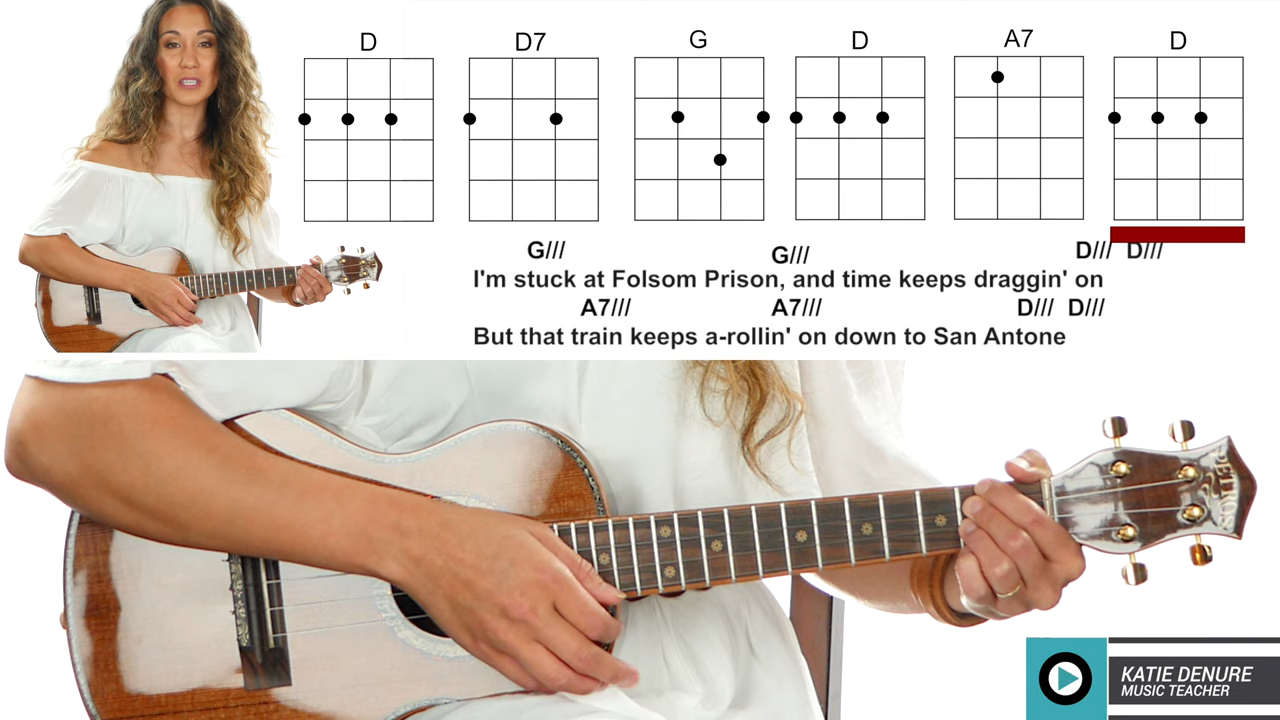 D D7 G D A7 D
G/// G/// D/// D///
I'm stuck at Folsom Prison, and time keeps draggin' on
A7/// A7/// D/// D///
But that train keeps a-rollin' on down to San Antone
KATIE DENURE
MUSIC TEACHER